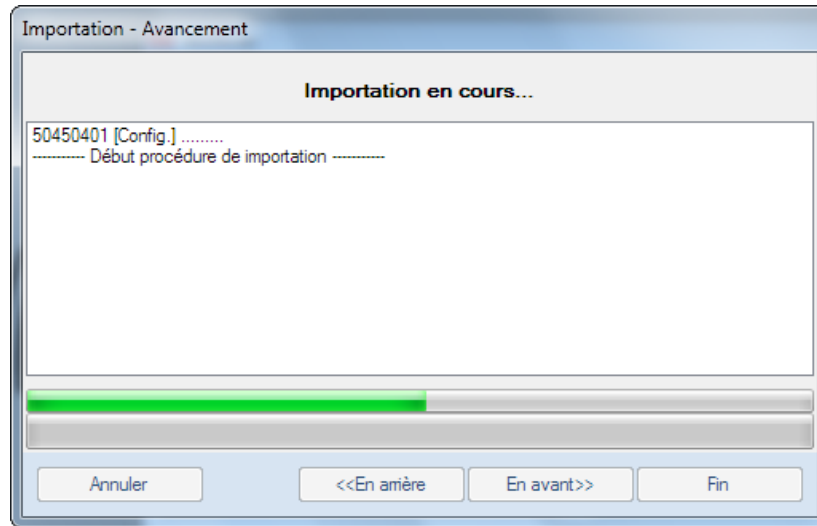 Importation - Avancement
Importation en cours...
50450401 [Config.] .........
----------- Début procédure de importation -----------
Annuler
<<En arrière
En avant>>
Fin